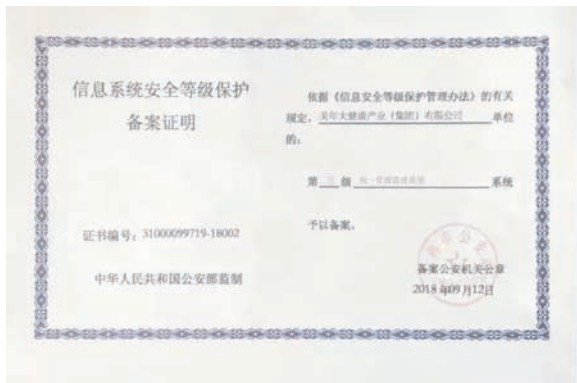 信息系统安全等级保护
备案证明
证书编号：31000099719-18002
中华人民共和国公安部监制
依据《信息安全等级保护管理办法》的有关
规定，美年大健康产业（集团）有限公司 单位
的：
第 三 级 系统
予以备案。
备案公安机关公章
2018年09月12日